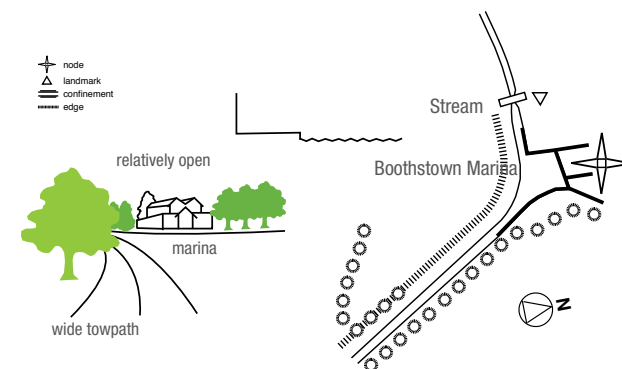 node
landmark
confinement
edge
Stream
relatively open
Boothstown Marina
marina
wide towpath
N